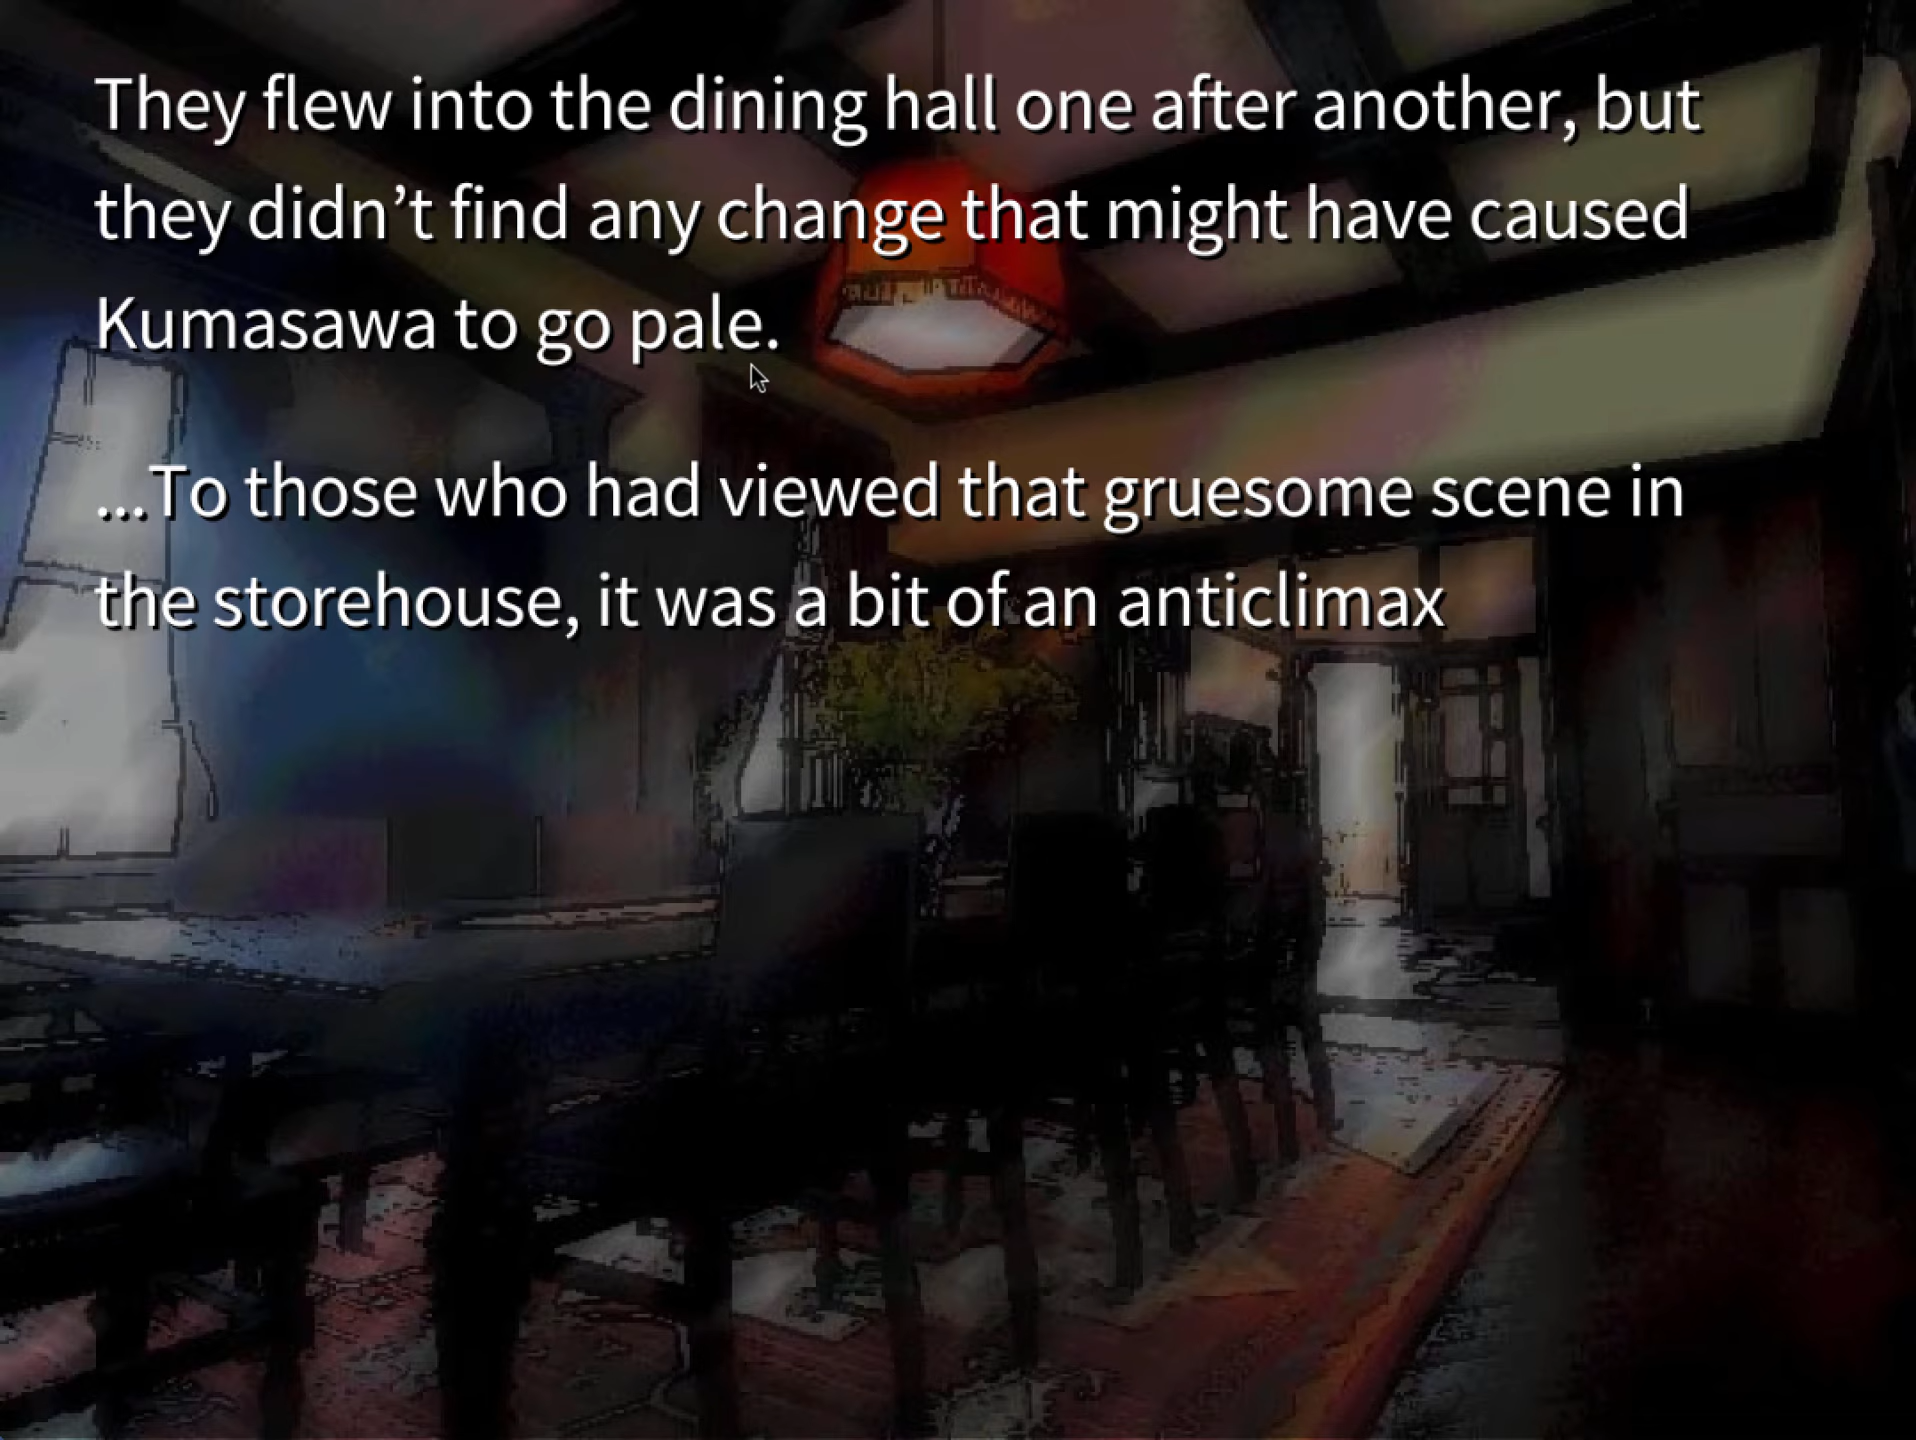 They flew into the dining hall one after another, but
they didn’t find any change that might have caused
Kumasawa to go pale.
...To those who had viewed that gruesome scene in
the storehouse, it was a bit of an anticlimax